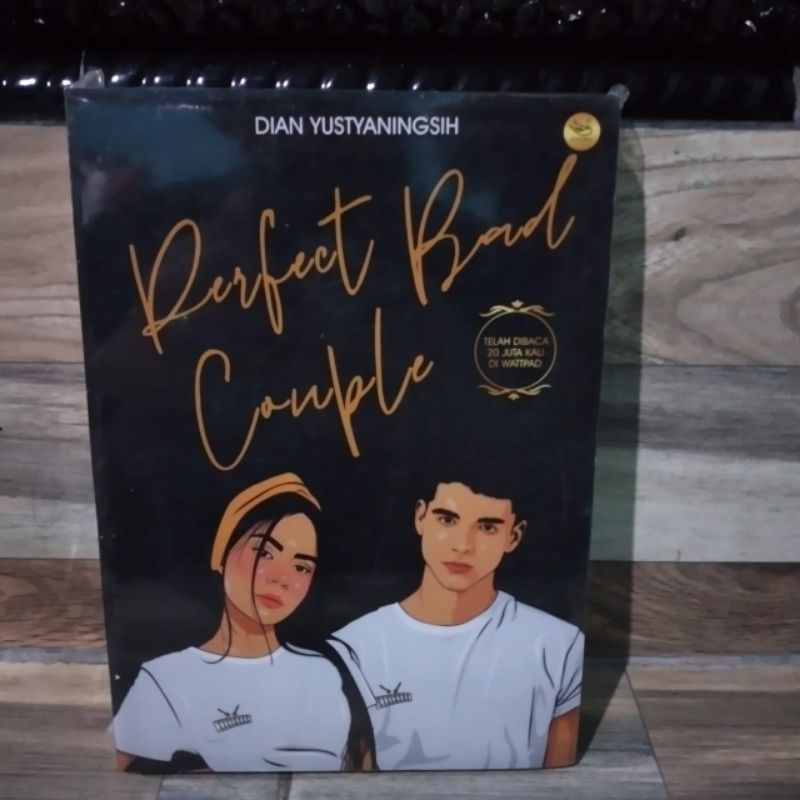 DIAN YUSTYANINGSIH
Perfect Bad
Couple
TELAH DIBACA
20 JUTA KALI
DI WATTPAD